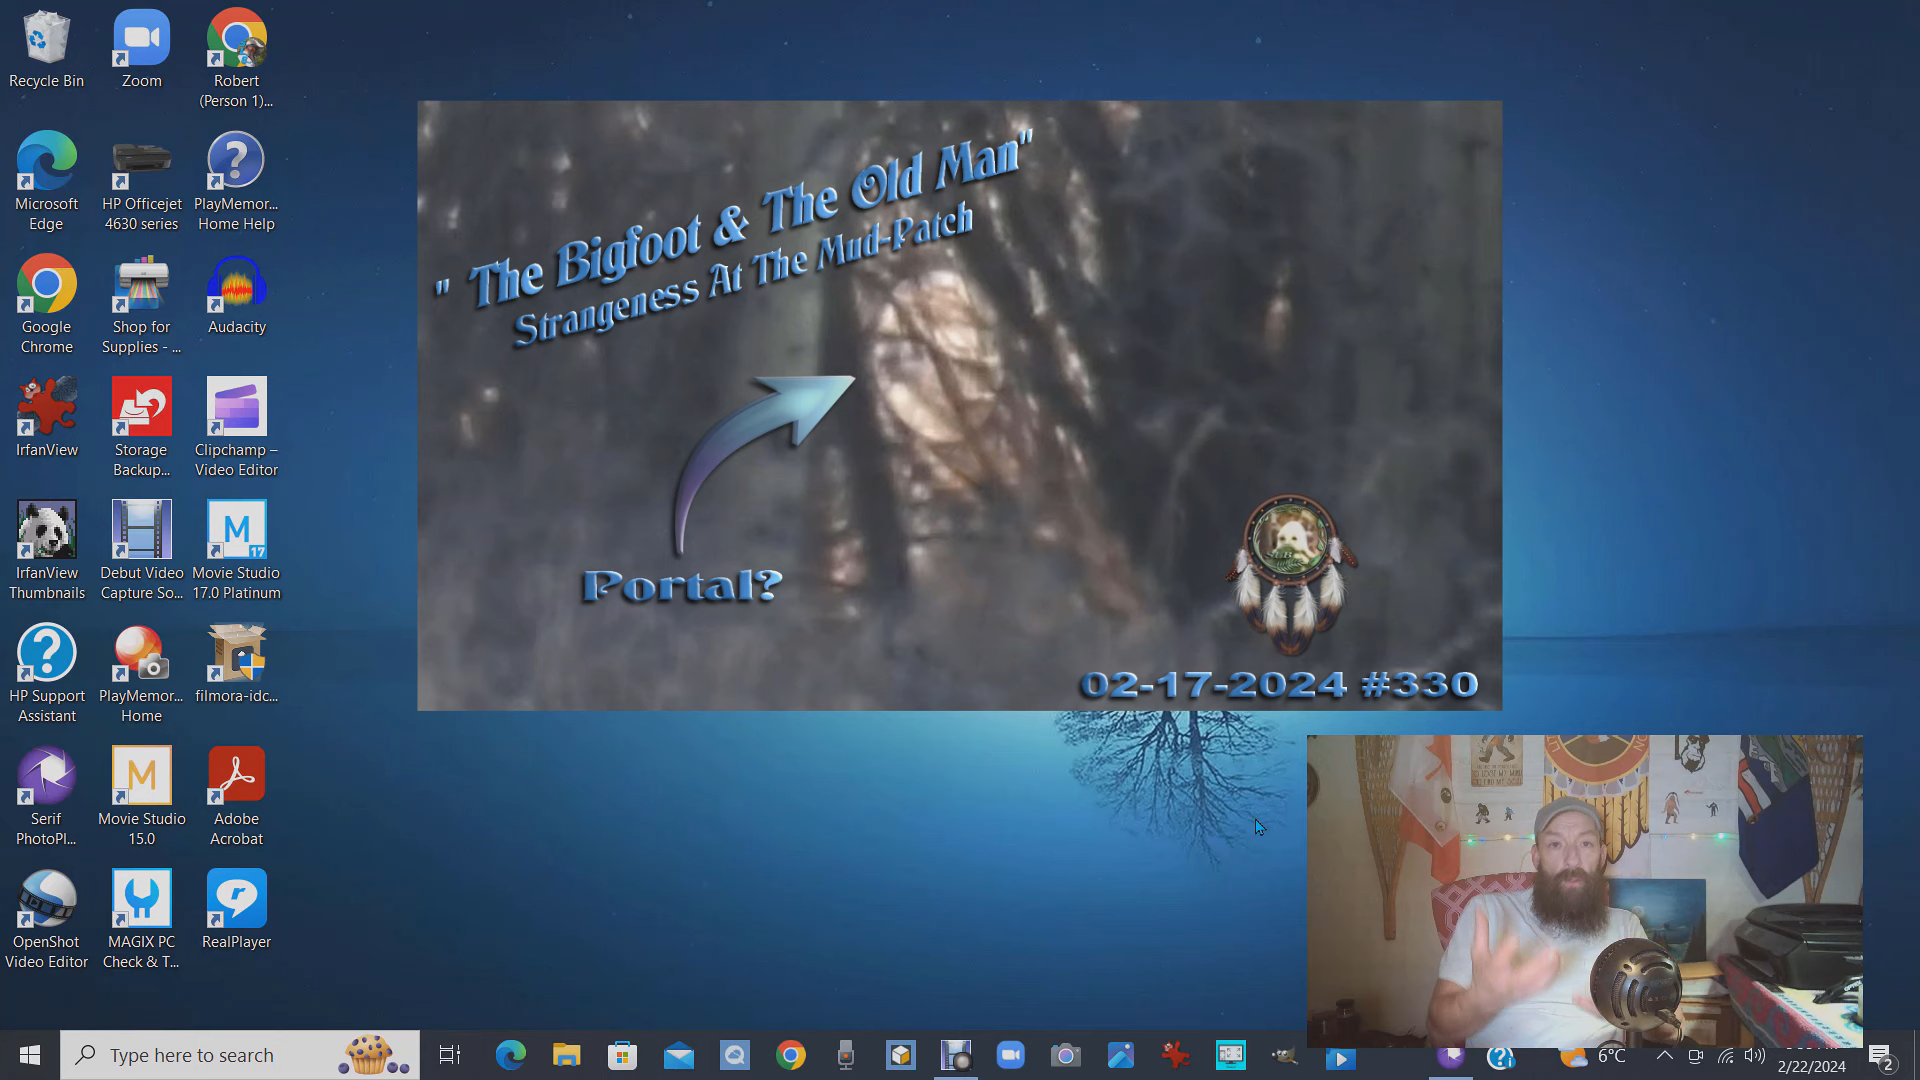 Recycle Bin
Zoom
Robert
(Person 1)...
Microsoft
Edge
HP Officejet
4630 series
PlayMemor...
Home Help
Google
Chrome
Shop for
Supplies - ...
Audacity
IrfanView
Storage
Backup...
Clipchamp –
Video Editor
IrfanView
Thumbnails
Debut Video
Capture So...
M
17
Movie Studio
17.0 Platinum
HP Support
Assistant
PlayMemor...
Home
filmora-idc...
Serif
PhotoPl...
M
Movie Studio
15.0
Adobe
Acrobat
OpenShot
Video Editor
MAGIX PC
Check & T...
RealPlayer
" The Bigfoot & The Old Man"
Strangeness At The Mud-Patch
Portal?
02-17-2024 #330
Type here to search
6°C
2/22/2024
2